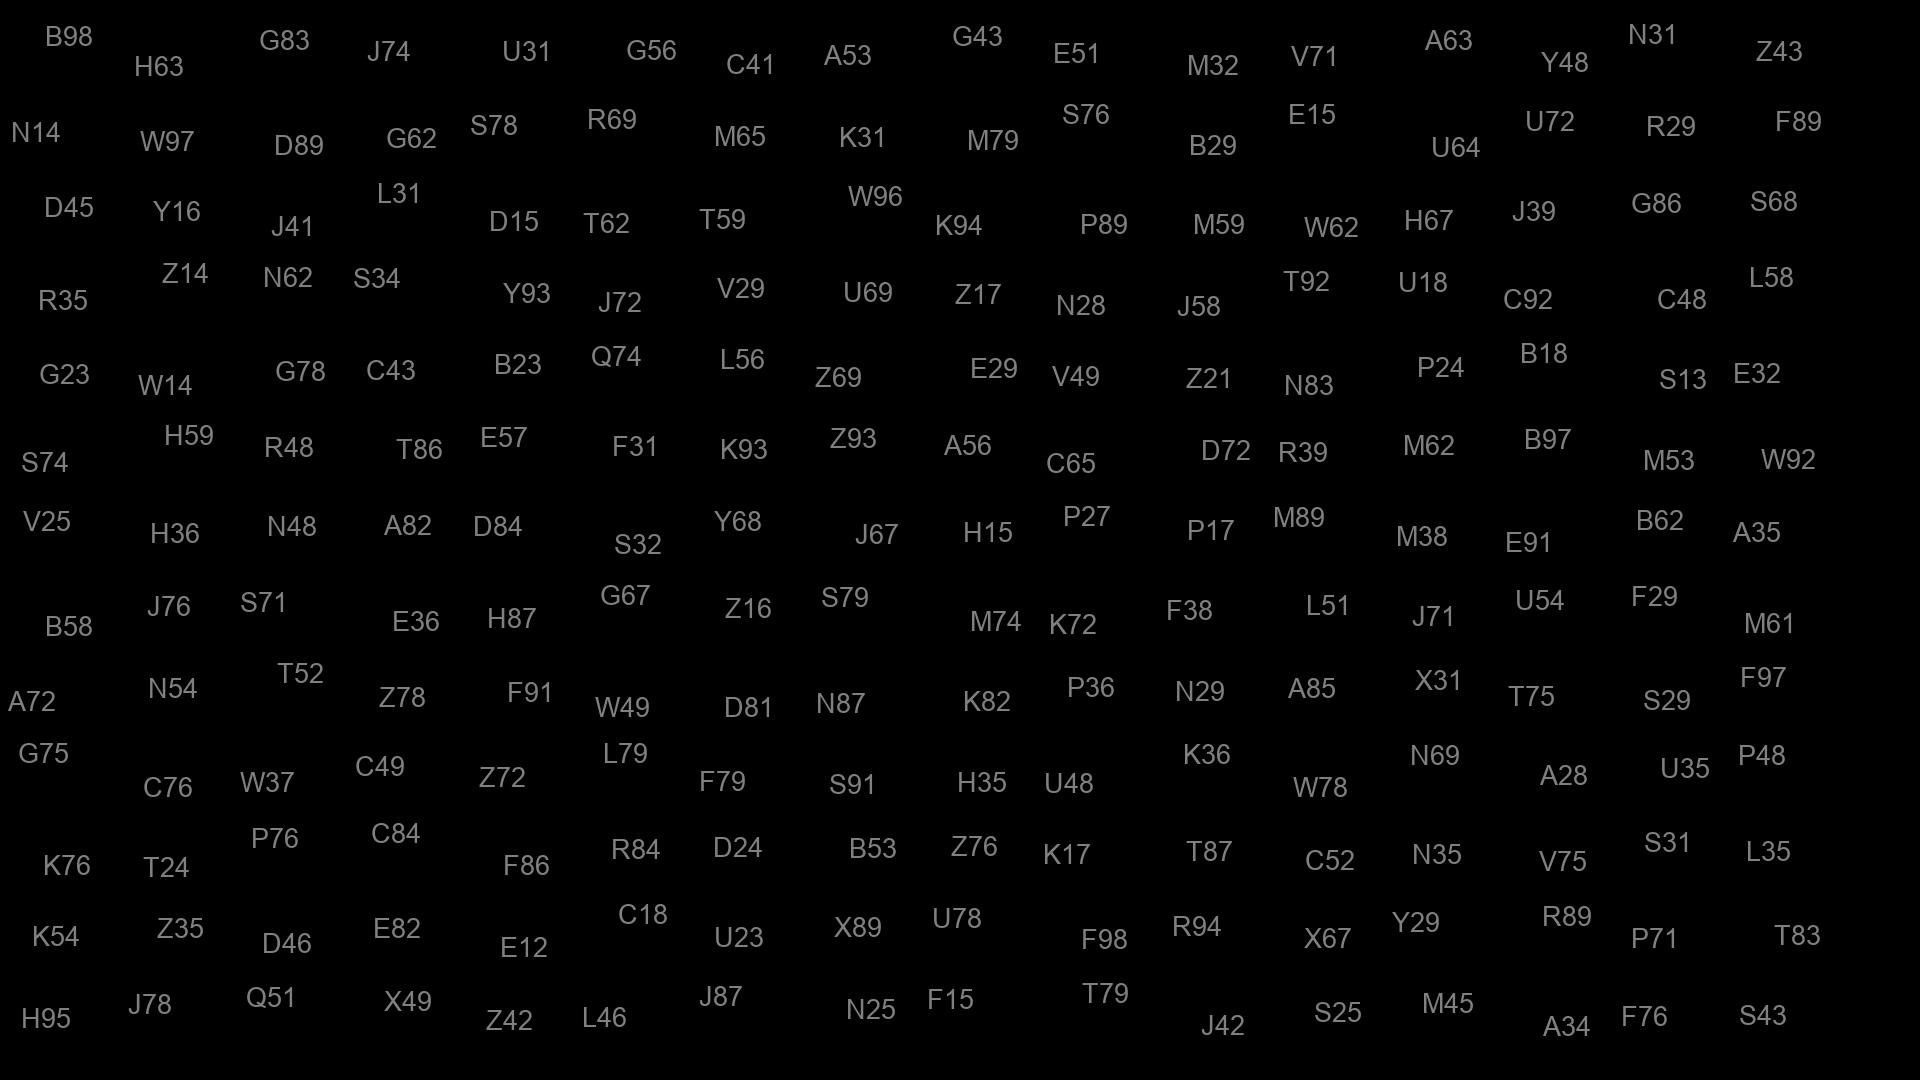 B98 H63 G83 J74 U31 G56 C41 A53 G43 E51 M32 V71 A63 Y48 N31 Z43
N14 W97 D89 G62 S78 R69 M65 K31 M79 S76 B29 E15 U64 U72 R29 F89
D45 Y16 J41 L31 D15 T62 T59 W96 K94 P89 M59 W62 H67 J39 G86 S68
R35 Z14 N62 S34 Y93 J72 V29 U69 Z17 N28 J58 T92 U18 C92 C48 L58
G23 W14 G78 C43 B23 Q74 L56 Z69 E29 V49 Z21 N83 P24 B18 S13 E32
S74 H59 R48 T86 E57 F31 K93 Z93 A56 C65 D72 R39 M62 B97 M53 W92
V25 H36 N48 A82 D84 S32 Y68 J67 H15 P27 P17 M89 M38 E91 B62 A35
B58 J76 S71 E36 H87 G67 Z16 S79 M74 K72 F38 L51 J71 U54 F29 M61
A72 N54 T52 Z78 F91 W49 D81 N87 K82 P36 N29 A85 X31 T75 S29 F97
G75 C76 W37 C49 Z72 L79 F79 S91 H35 U48 K36 W78 N69 A28 U35 P48
K76 T24 P76 C84 F86 R84 D24 B53 Z76 K17 T87 C52 N35 V75 S31 L35
K54 Z35 D46 E82 E12 C18 U23 X89 U78 F98 R94 X67 Y29 R89 P71 T83
H95 J78 Q51 X49 Z42 L46 J87 N25 F15 T79 J42 S25 M45 A34 F76 S43